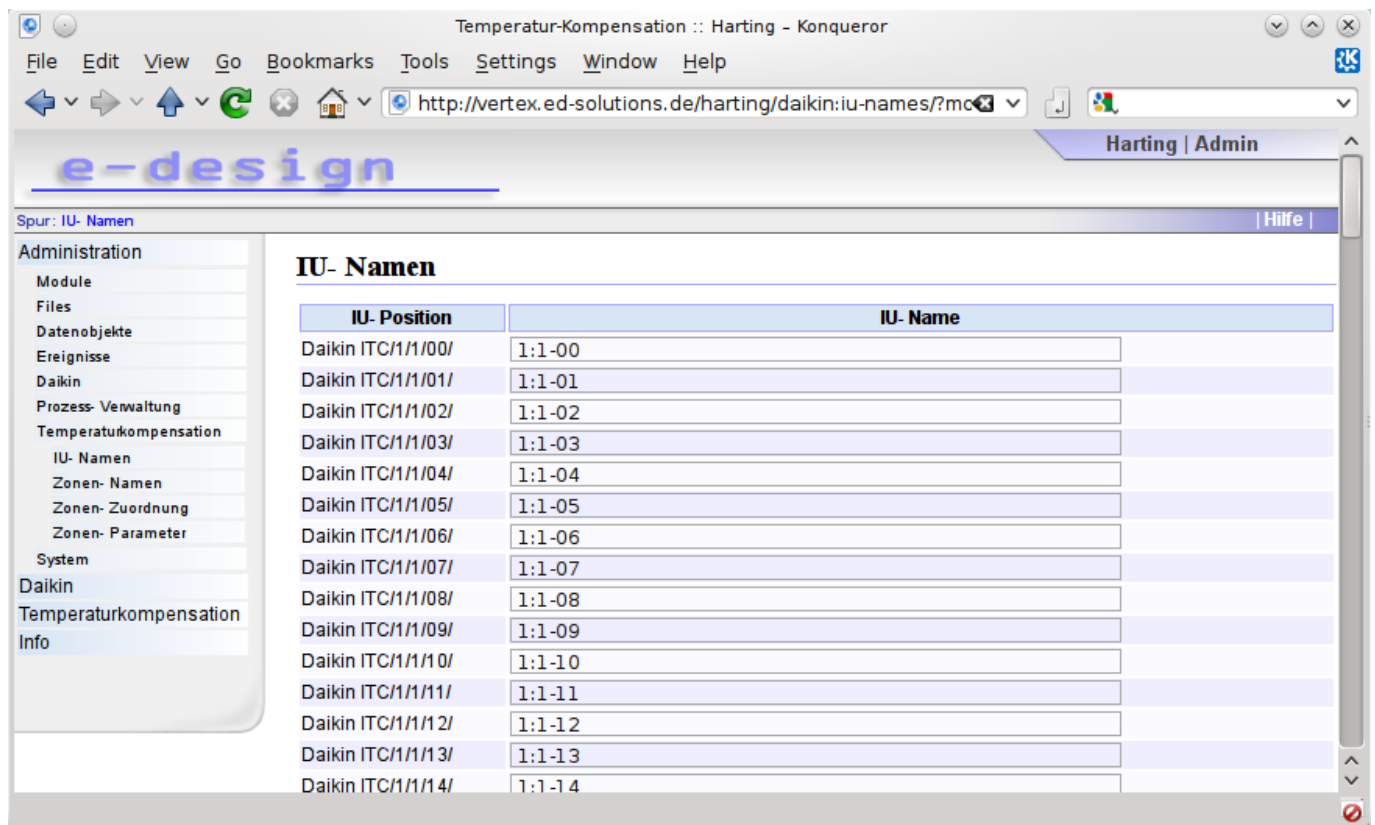 Temperatur-Kompensation :: Harting – Konqueror
File Edit View Go Bookmarks Tools Settings Window Help
http://vertex.ed-solutions.de/harting/daikin:iu-names/?mo
Harting | Admin
e-design
Spur: IU- Namen
| Hilfe |
Administration
Module
Files
Datenobjekte
Ereignisse
Daikin
Prozess- Verwaltung
Temperaturkompensation
IU- Namen
Zonen- Namen
Zonen- Zuordnung
Zonen- Parameter
System
Daikin
Temperaturkompensation
Info
IU- Namen
IU- Position IU- Name
Daikin ITC/1/1/00/ 1:1-00
Daikin ITC/1/1/01/ 1:1-01
Daikin ITC/1/1/02/ 1:1-02
Daikin ITC/1/1/03/ 1:1-03
Daikin ITC/1/1/04/ 1:1-04
Daikin ITC/1/1/05/ 1:1-05
Daikin ITC/1/1/06/ 1:1-06
Daikin ITC/1/1/07/ 1:1-07
Daikin ITC/1/1/08/ 1:1-08
Daikin ITC/1/1/09/ 1:1-09
Daikin ITC/1/1/10/ 1:1-10
Daikin ITC/1/1/11/ 1:1-11
Daikin ITC/1/1/12/ 1:1-12
Daikin ITC/1/1/13/ 1:1-13
Daikin ITC/1/1/14/ 1:1-14